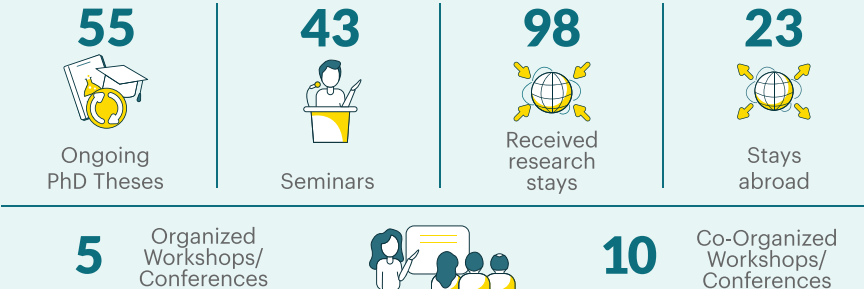 55
43
98
23
Ongoing
PhD Theses
Seminars
Received
research
stays
Stays
abroad
5
Organized
Workshops/
Conferences
10
Co-Organized
Workshops/
Conferences